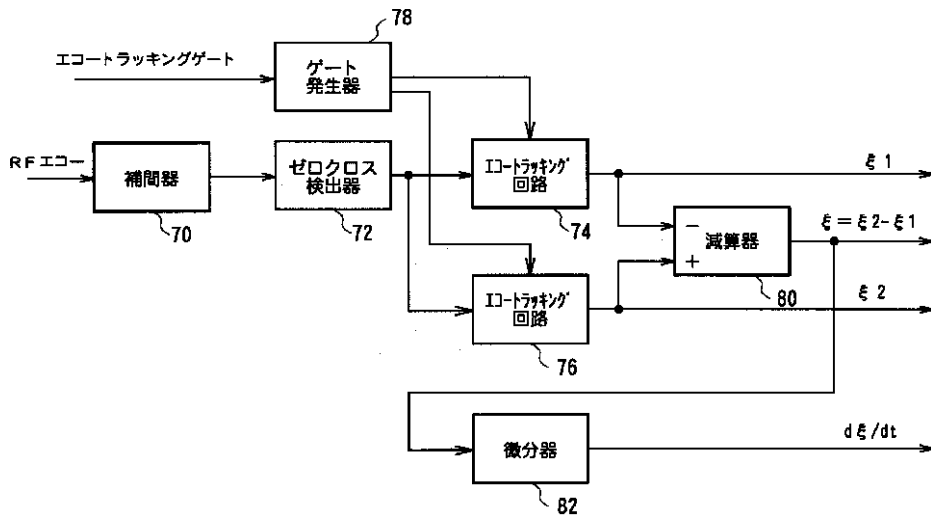 78
エコートラッキングゲート
ゲート
発生器
RFエコー
補間器
70
ゼロクロス
検出器
72
エコートラッキング
回路
74
ξ1
−
+
減算器
80
ξ=ξ2-ξ1
エコートラッキング
回路
76
ξ2
微分器
82
dξ/dt